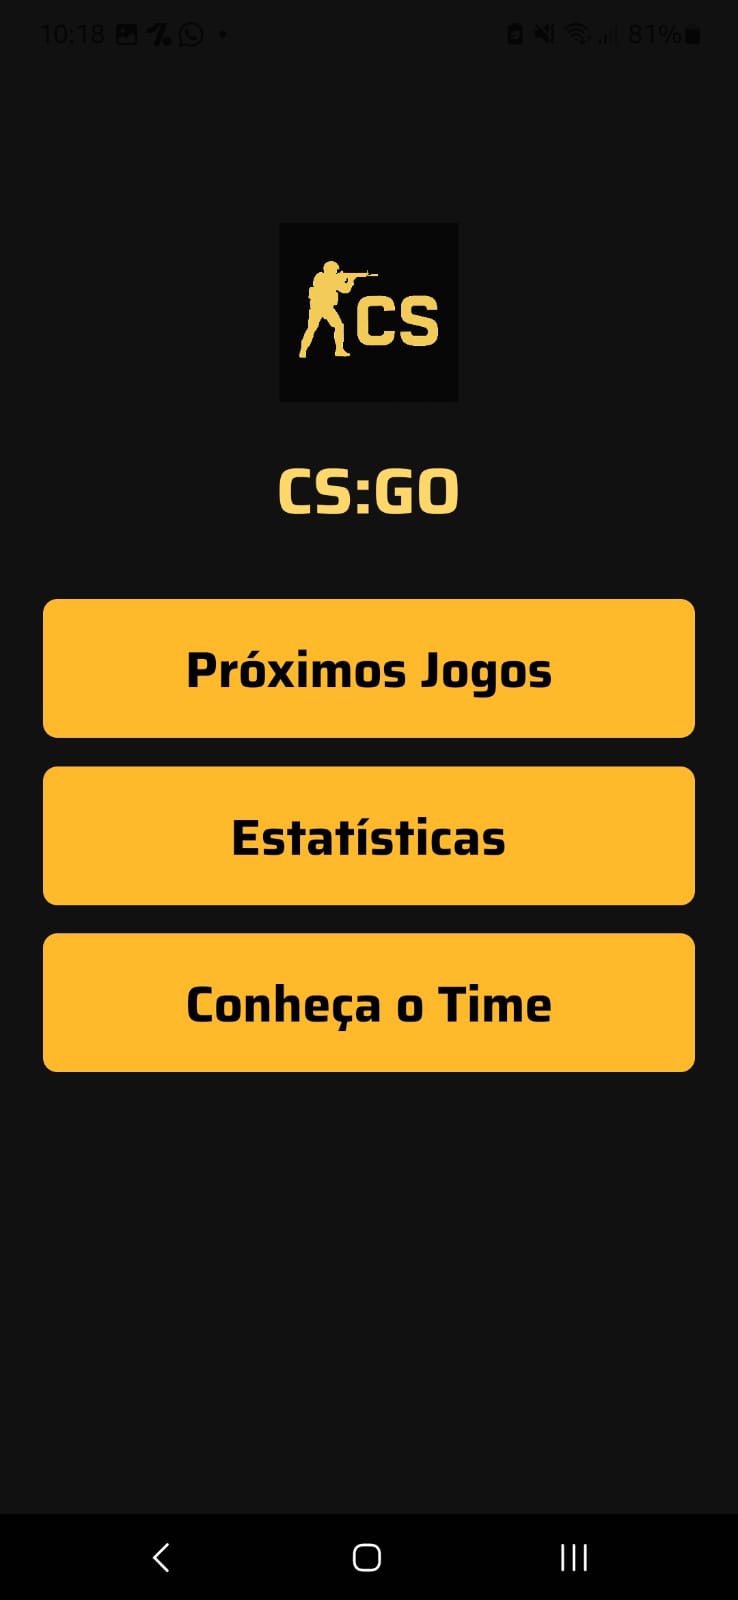 10:18 81%
CS
CS:GO
Próximos Jogos
Estatísticas
Conheça o Time